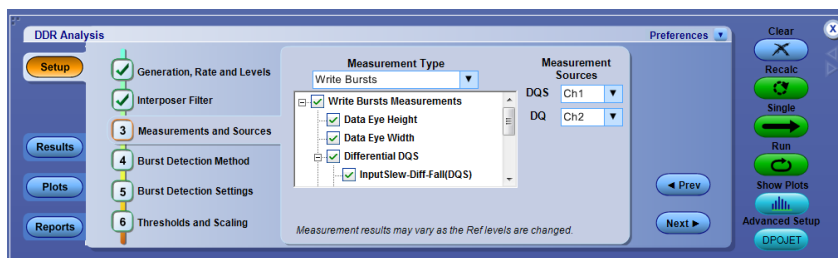 DDR Analysis
Preferences
Setup
Results
Plots
Reports
Generation, Rate and Levels
Interposer Filter
3 Measurements and Sources
4 Burst Detection Method
5 Burst Detection Settings
6 Thresholds and Scaling
Measurement Type
Write Bursts
Write Bursts Measurements
Data Eye Height
Data Eye Width
Differential DQS
InputSlew-Diff-Fall(DQS)
Measurement
Sources
DQS Ch1
DQ Ch2
Measurement results may vary as the Ref levels are changed.
Prev
Next
Clear
X
Recalc
Single
Run
Show Plots
Advanced Setup
DPOJET